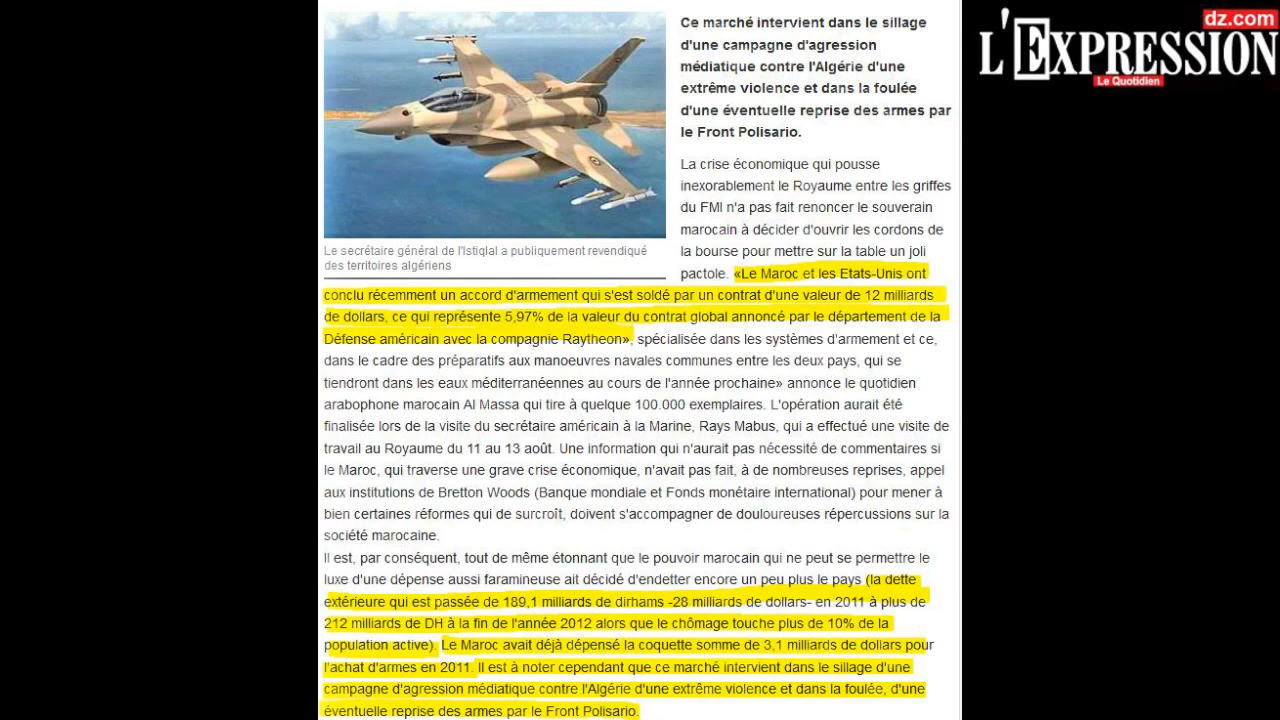 Ce marché intervient dans le sillage
d'une campagne d'agression
médiatique contre l'Algérie d'une
extrême violence et dans la foulée
d'une éventuelle reprise des armes par
le Front Polisario.
La crise économique qui pousse
inexorablement le Royaume entre les griffes
du FMI n'a pas fait renoncer le souverain
marocain à décider d'ouvrir les cordons de
la bourse pour mettre sur la table un joli
pactole. «Le Maroc et les Etats-Unis ont
Le secrétaire général de l'Istiqlal a publiquement revendiqué
des territoires algériens
conclu récemment un accord d'armement qui s'est soldé par un contrat d'une valeur de 12 milliards
de dollars, ce qui représente 5,97% de la valeur du contrat global annoncé par le département de la
Défense américain avec la compagnie Raytheon», spécialisée dans les systèmes d'armement et ce,
dans le cadre des préparatifs aux manoeuvres navales communes entre les deux pays, qui se
tiendront dans les eaux méditerranéennes au cours de l'année prochaine» annonce le quotidien
arabophone marocain Al Massa qui tire à quelque 100.000 exemplaires. L'opération aurait été
finalisée lors de la visite du secrétaire américain à la Marine, Rays Mabus, qui a effectué une visite de
travail au Royaume du 11 au 13 août. Une information qui n'aurait pas nécessité de commentaires si
le Maroc, qui traverse une grave crise économique, n'avait pas fait, à de nombreuses reprises, appel
aux institutions de Bretton Woods (Banque mondiale et Fonds monétaire international) pour mener à
bien certaines réformes qui de surcroît, doivent s'accompagner de douloureuses répercussions sur la
société marocaine.
Il est, par conséquent, tout de même étonnant que le pouvoir marocain qui ne peut se permettre le
luxe d'une dépense aussi faramineuse ait décidé d'endetter encore un peu plus le pays (la dette
extérieure qui est passée de 189,1 milliards de dirhams -28 milliards de dollars- en 2011 à plus de
212 milliards de DH à la fin de l'année 2012 alors que le chômage touche plus de 10% de la
population active). Le Maroc avait déjà dépensé la coquette somme de 3,1 milliards de dollars pour
l'achat d'armes en 2011. Il est à noter cependant que ce marché intervient dans le sillage d'une
campagne d'agression médiatique contre l'Algérie d'une extrême violence et dans la foulée, d'une
éventuelle reprise des armes par le Front Polisario.
dz.com
L'EXPRESSION
Le Quotidien